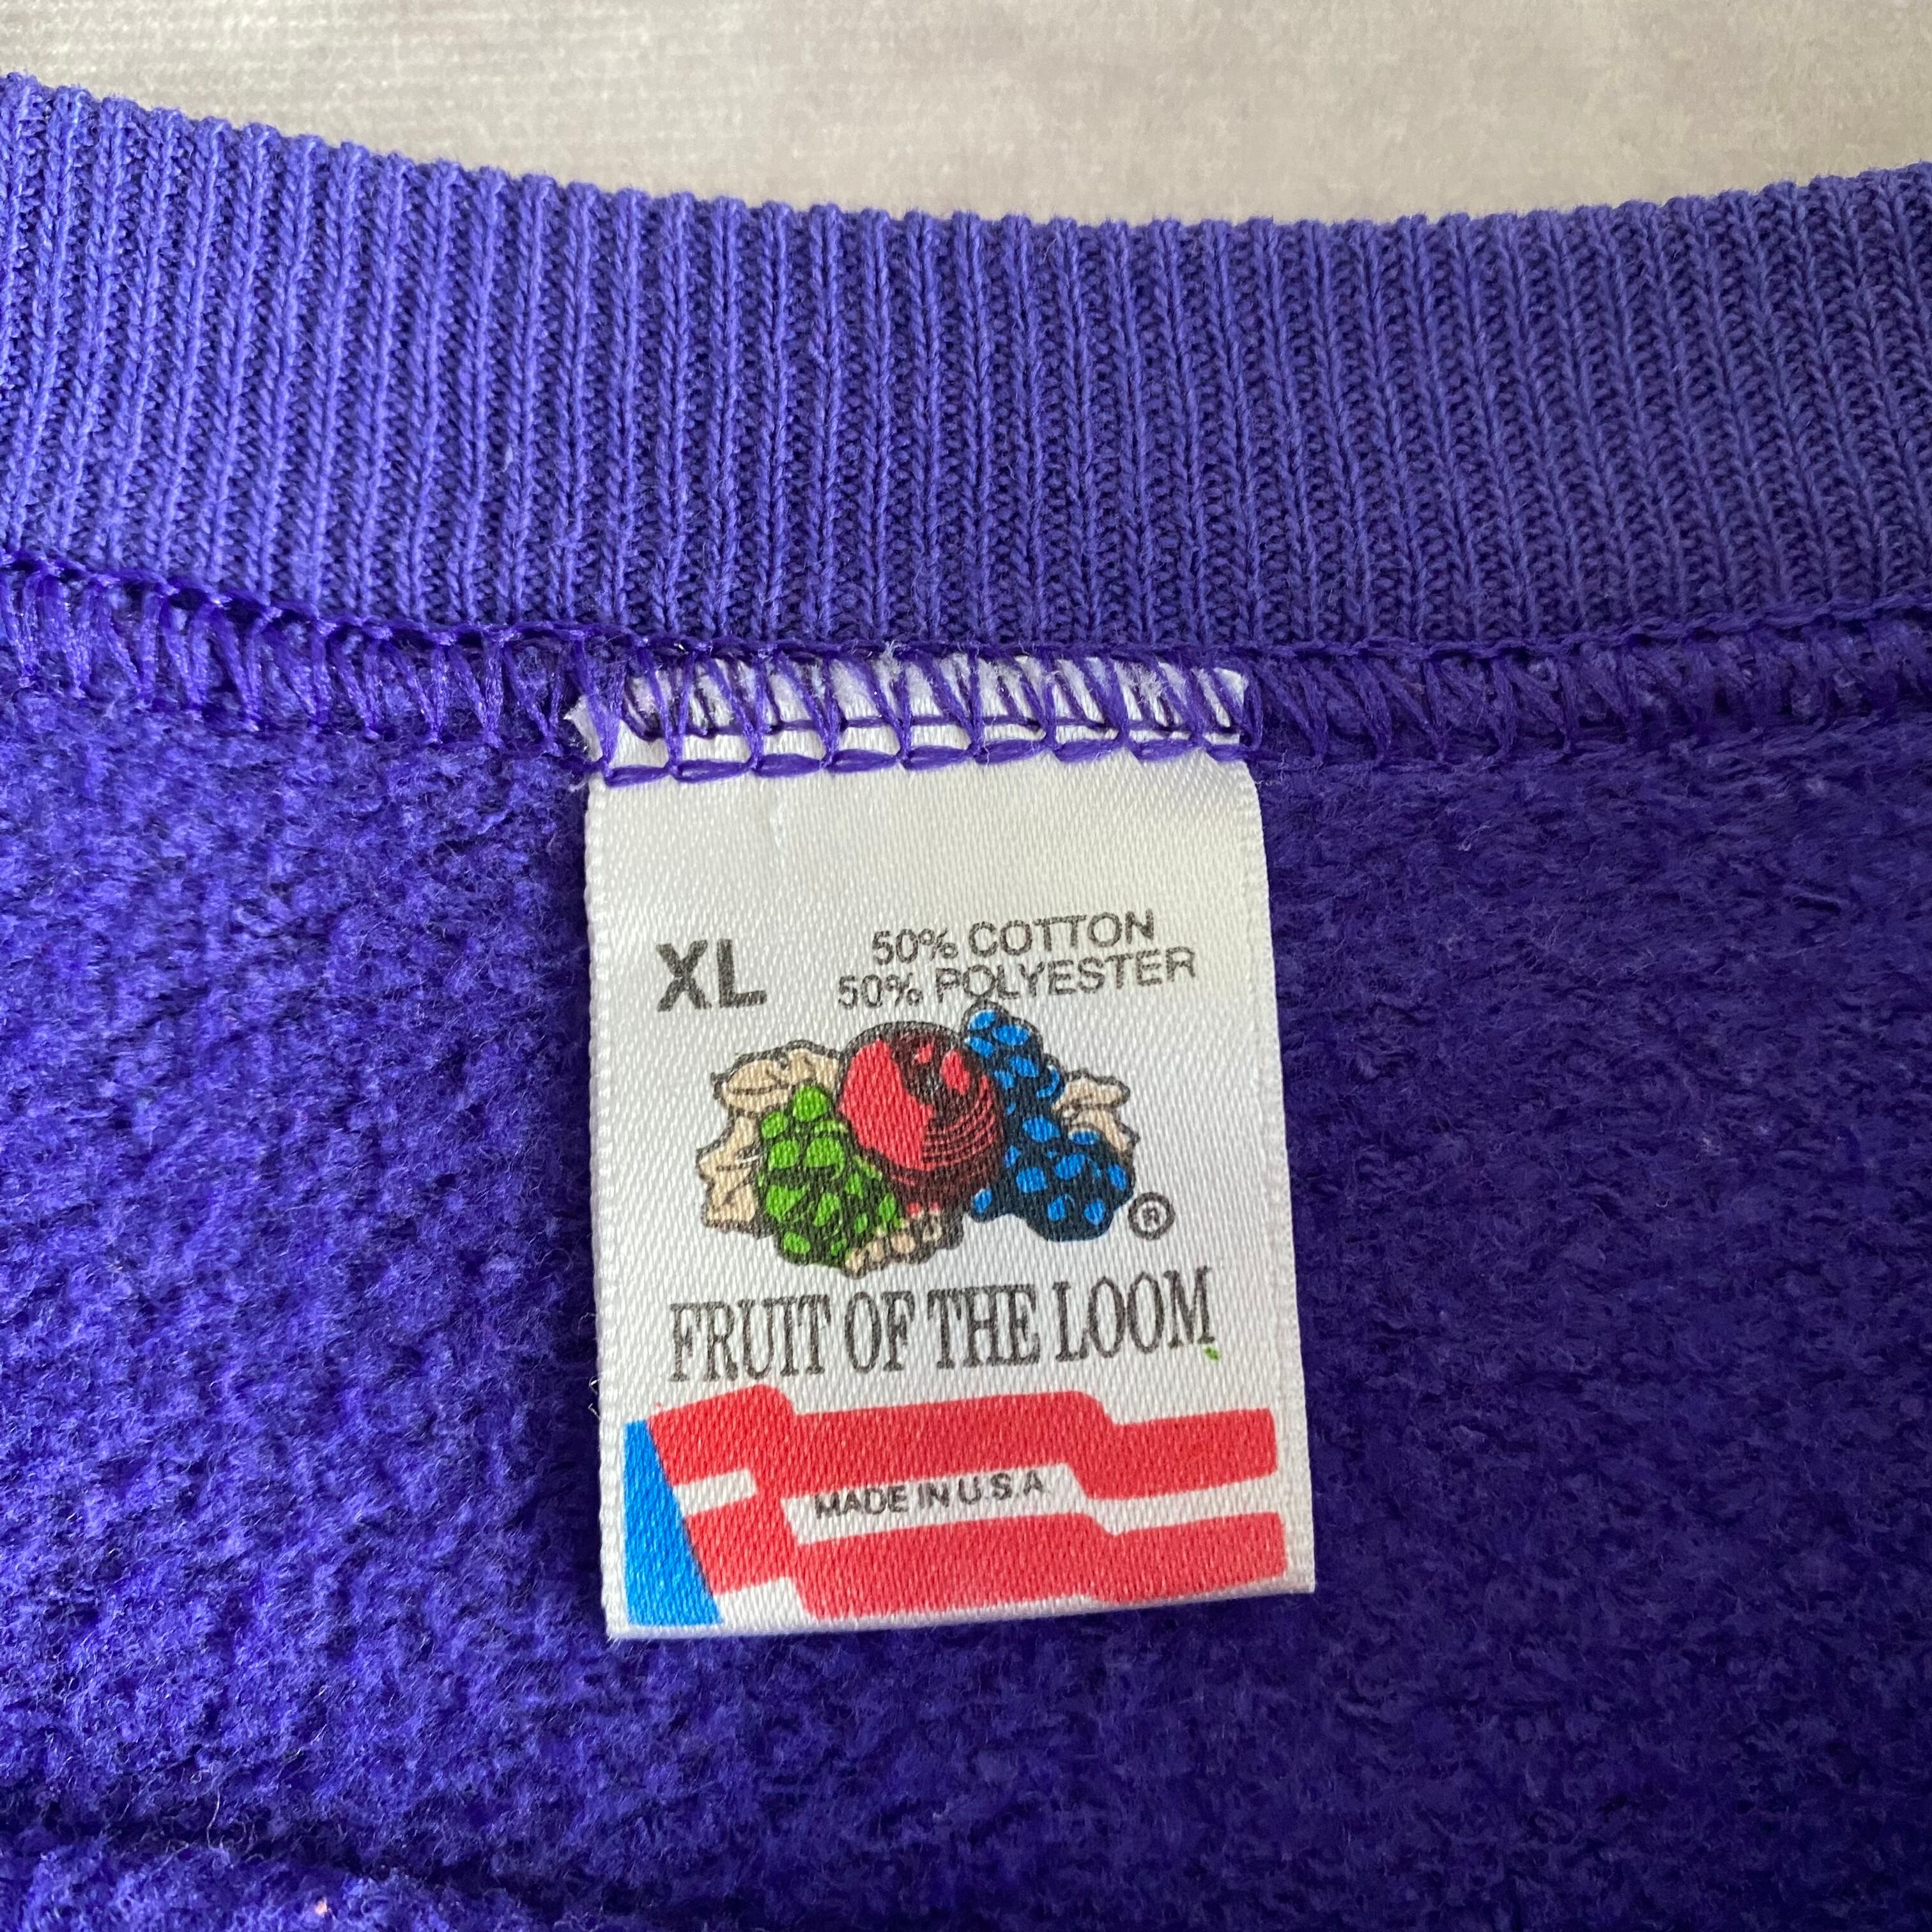 XL
50% COTTON
50% POLYESTER
®
FRUIT OF THE LOOM
MADE IN U.S.A